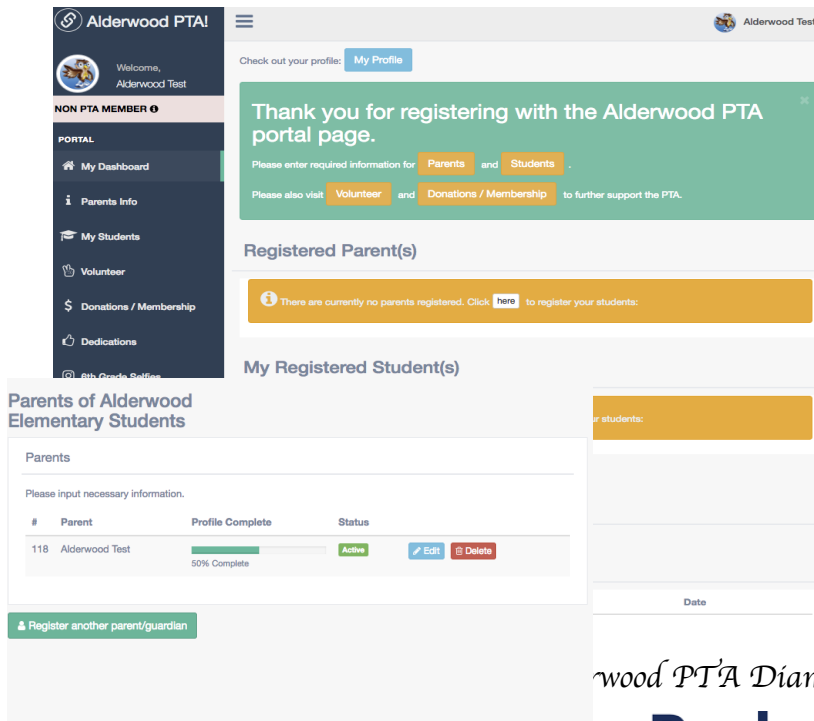 Alderwood PTA!
Alderwood Test
Welcome,
Alderwood Test
NON PTA MEMBER
PORTAL
My Dashboard
Parents Info
My Students
Volunteer
$ Donations / Membership
Dedications
6th Grade Selfies
Check out your profile: My Profile
×
Thank you for registering with the Alderwood PTA
portal page.
Please enter required information for Parents and Students .
Please also visit Volunteer and Donations / Membership to further support the PTA.
Registered Parent(s)
There are currently no parents registered. Click here to register your students:
My Registered Student(s)
students:
Date
Parents of Alderwood
Elementary Students
Parents
Please input necessary information.
# Parent Profile Complete Status
118 Alderwood Test Active Edit Delete
50% Complete
Register another parent/guardian
PTA